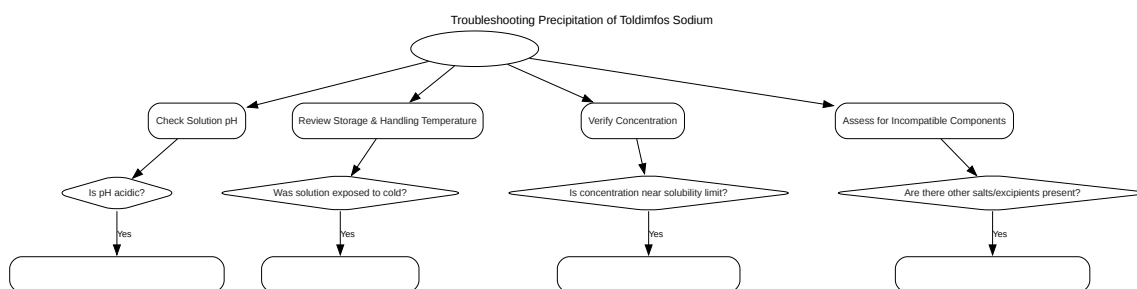 Troubleshooting Precipitation of Toldimfos Sodium
Check Solution pH
Review Storage & Handling Temperature
Verify Concentration
Assess for Incompatible Components
Is pH acidic?
Was solution exposed to cold?
Is concentration near solubility limit?
Are there other salts/excipients present?
Yes
Yes
Yes
Yes